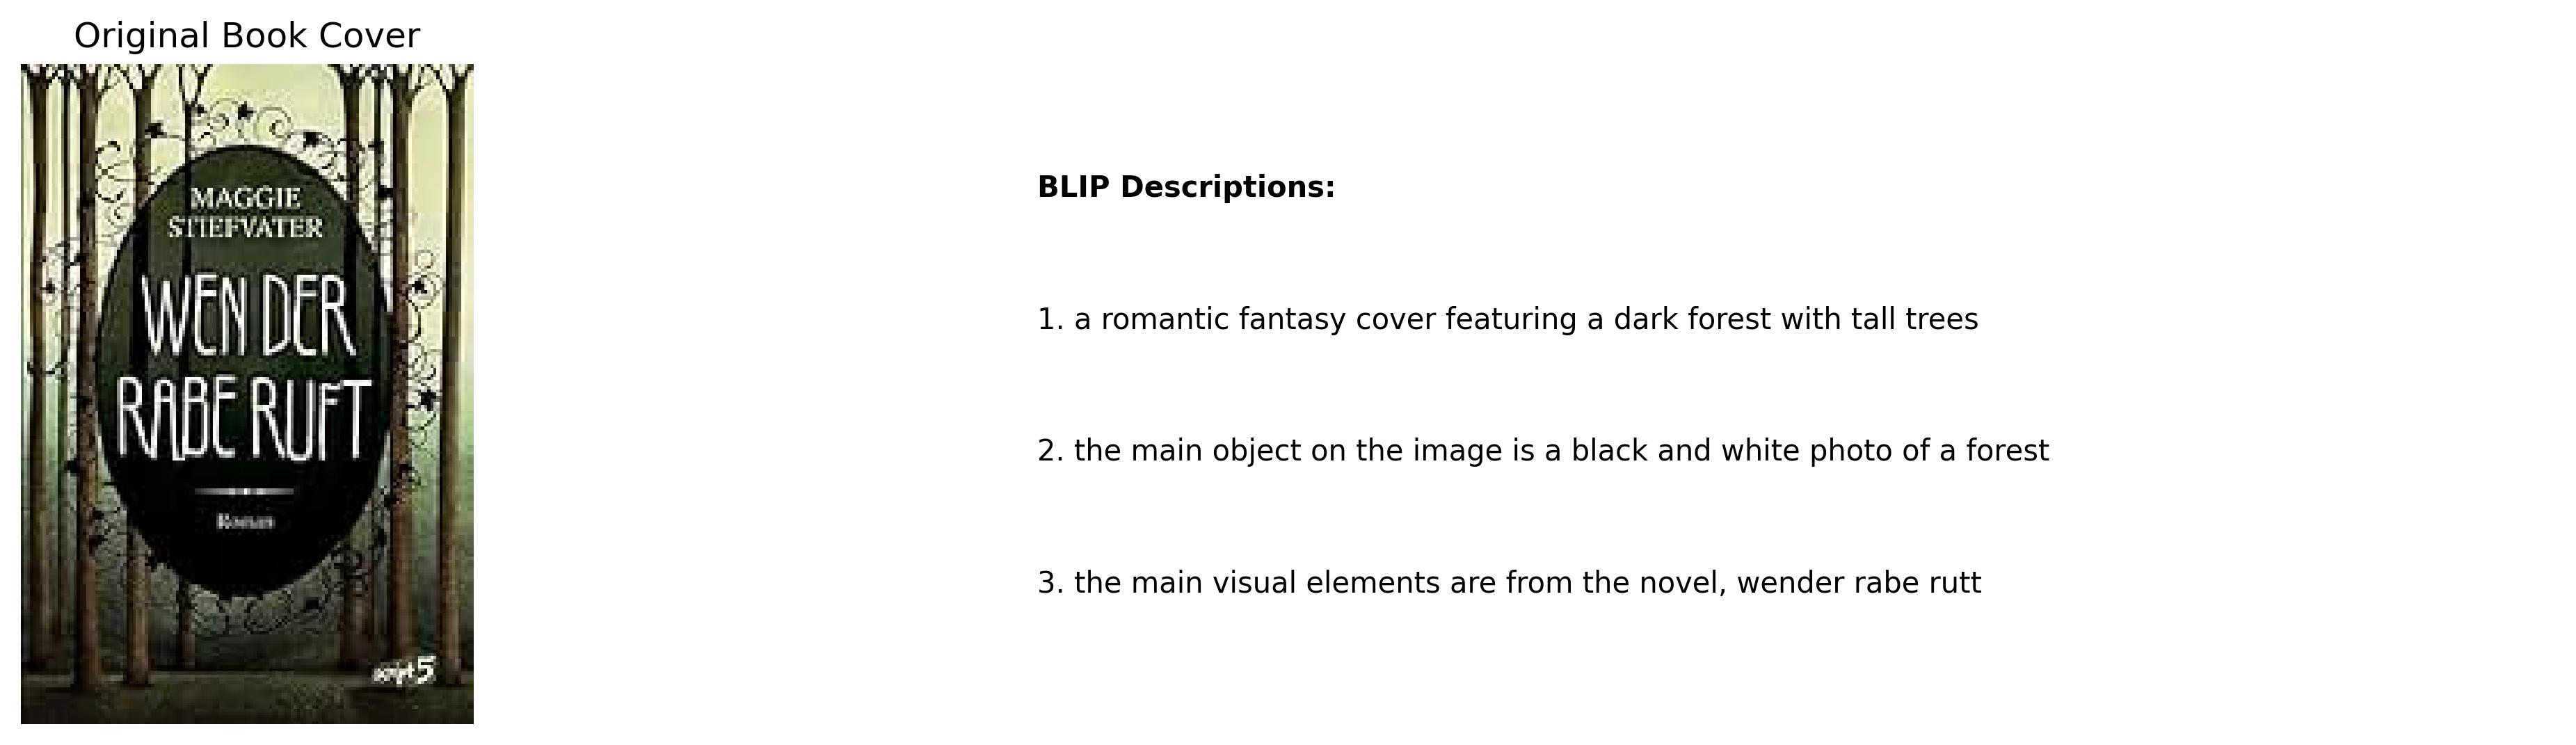 Original Book Cover
MAGGIE
STIEFVATER
WEN DER
RABE RUFT
Roman
script5
BLIP Descriptions:
1. a romantic fantasy cover featuring a dark forest with tall trees
2. the main object on the image is a black and white photo of a forest
3. the main visual elements are from the novel, wender rabe rutt